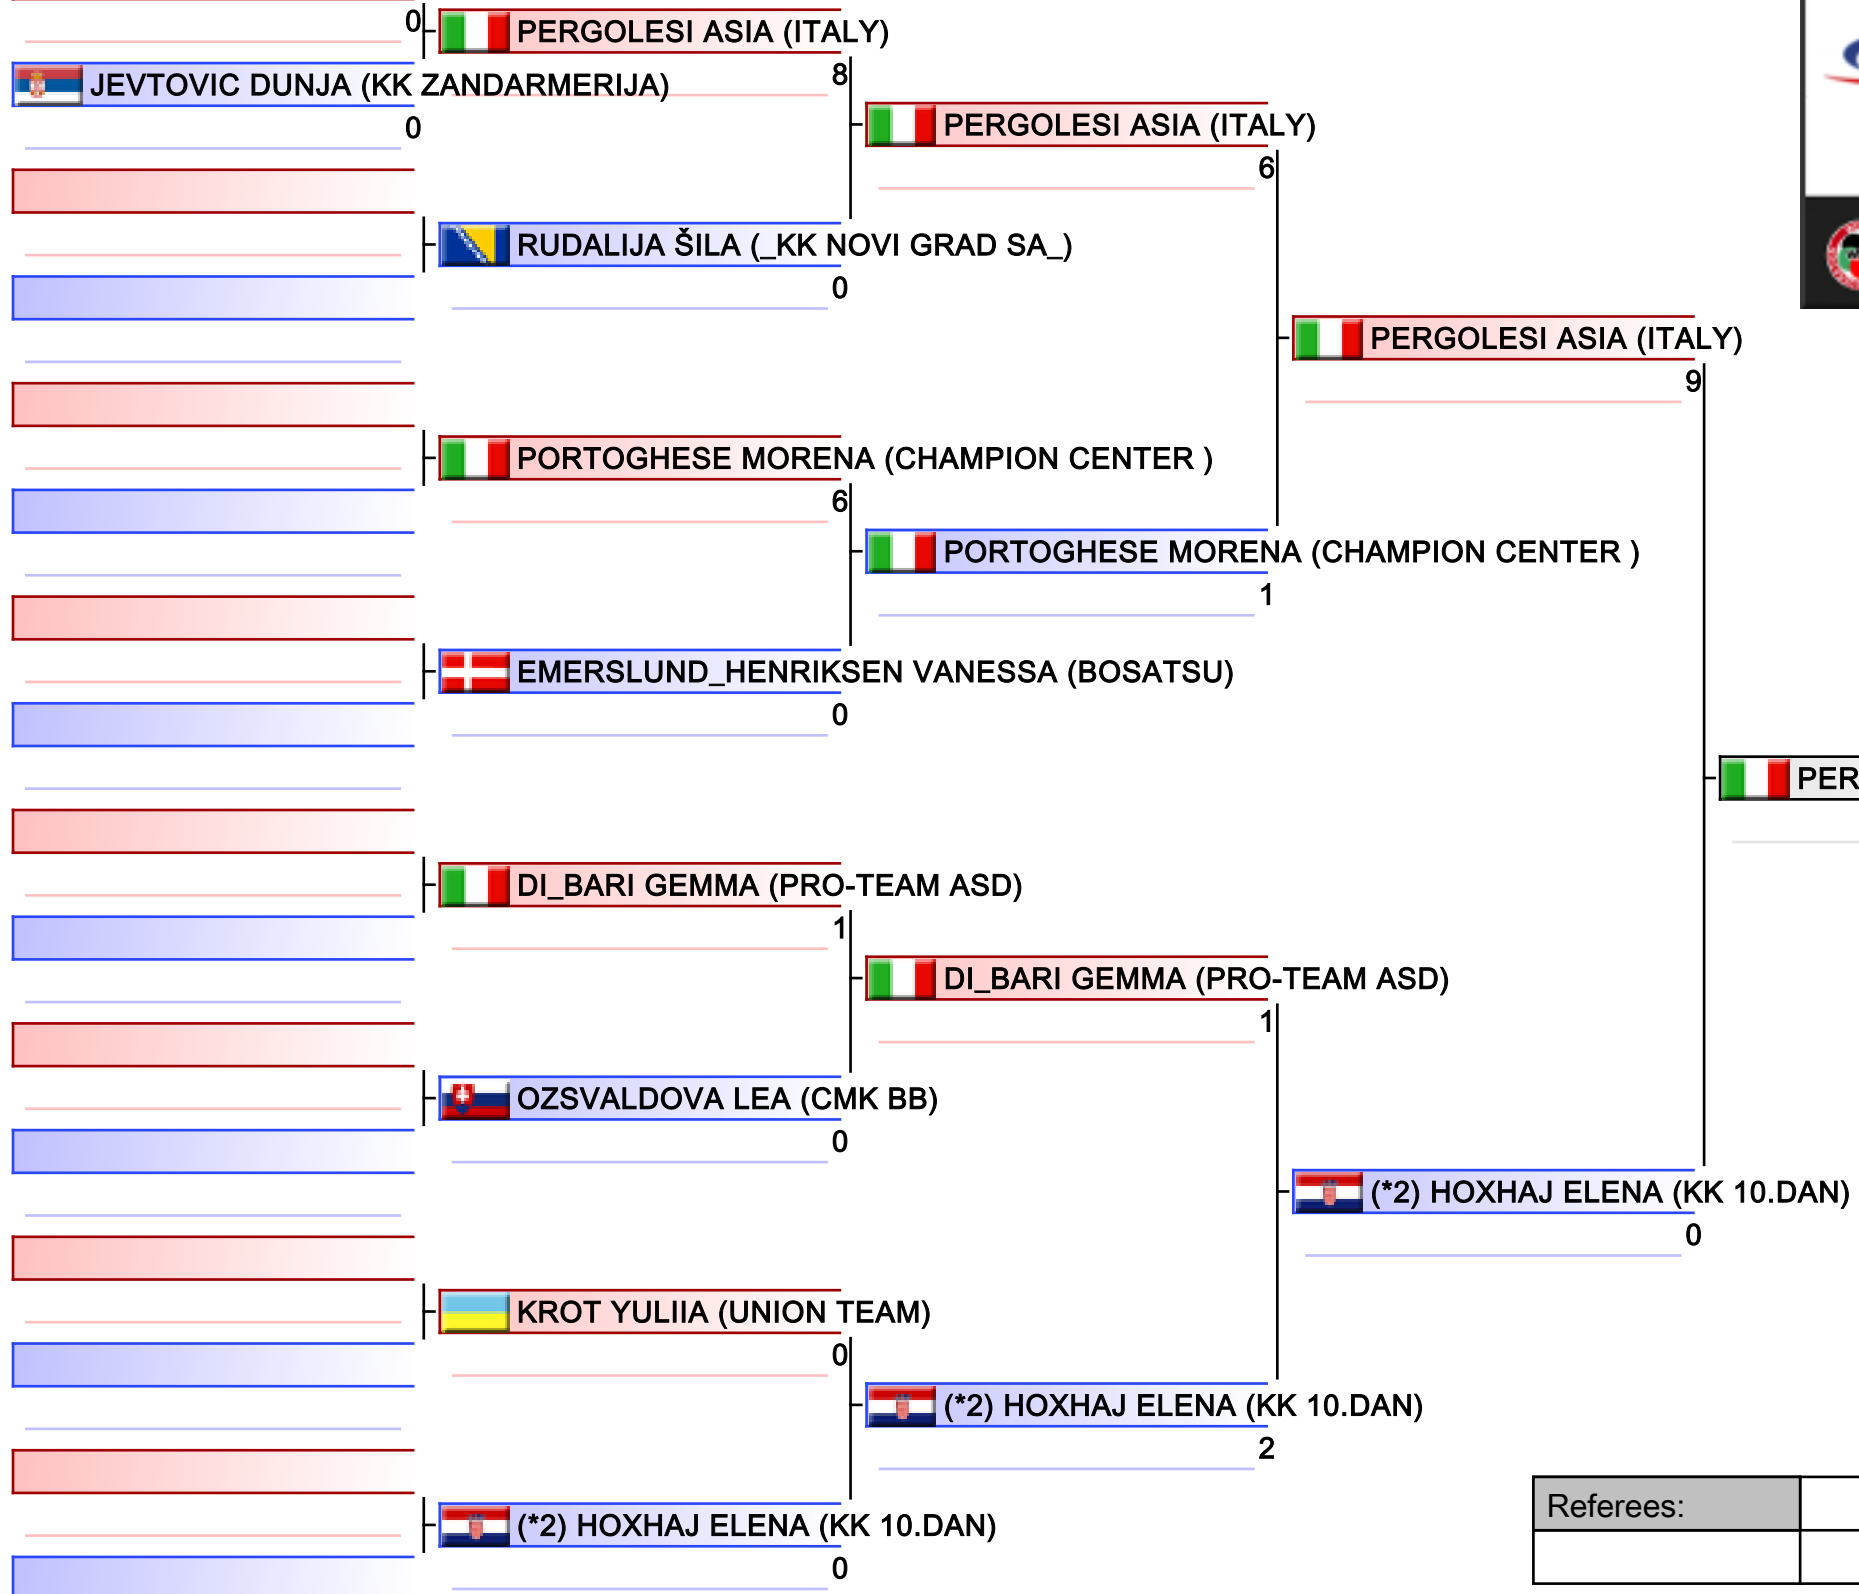 0
PERGOLESI ASIA (ITALY)
8
JEVTOVIC DUNJA (KK ZANDARMERIJA)
0
PERGOLESI ASIA (ITALY)
6
RUDALIJA ŠILA (_KK NOVI GRAD SA_)
0
PERGOLESI ASIA (ITALY)
9
PORTOGHESE MORENA (CHAMPION CENTER )
6
PORTOGHESE MORENA (CHAMPION CENTER )
1
EMERSLUND_HENRIKSEN VANESSA (BOSATSU)
0
PER
DI_BARI GEMMA (PRO-TEAM ASD)
1
DI_BARI GEMMA (PRO-TEAM ASD)
1
OZSVALDOVA LEA (CMK BB)
0
(*2) HOXHAJ ELENA (KK 10.DAN)
0
KROT YULIIA (UNION TEAM)
0
(*2) HOXHAJ ELENA (KK 10.DAN)
2
(*2) HOXHAJ ELENA (KK 10.DAN)
0
Referees: